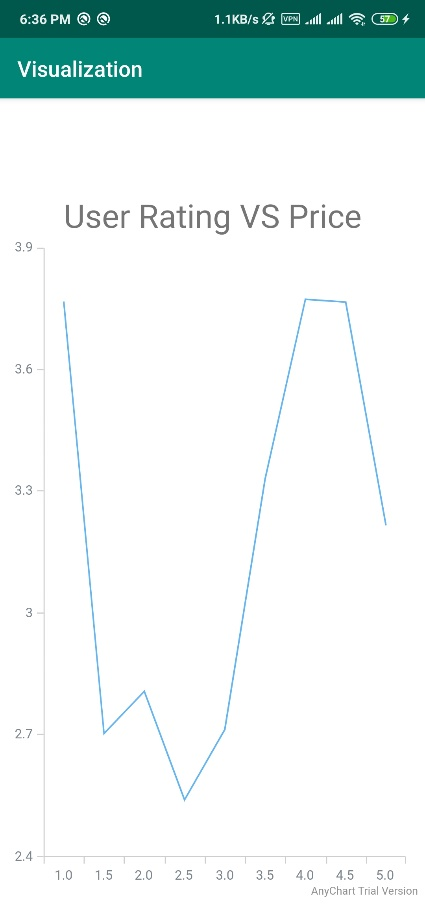 6:36 PM 1.1KB/s VPN 57
Visualization
User Rating VS Price
3.9
3.6
3.3
3
2.7
2.4
1.0 1.5 2.0 2.5 3.0 3.5 4.0 4.5 5.0
AnyChart Trial Version